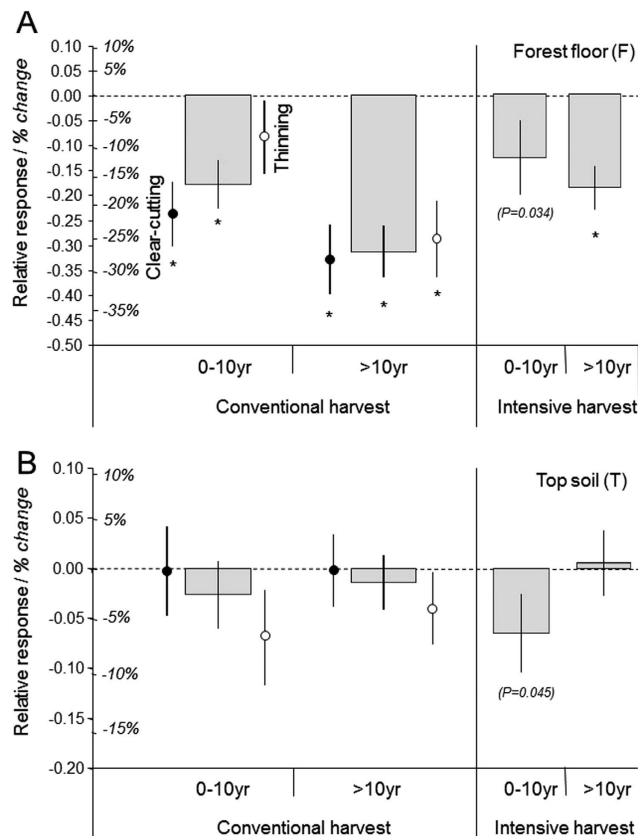 A
Relative response / % change
0.10
0.05
0.00
-0.05
-0.10
-0.15
-0.20
-0.25
-0.30
-0.35
-0.40
-0.50
10%
5%
-5%
-10%
-15%
-20%
-25%
-30%
-35%
Clear-cutting
Thinning
Forest floor (F)
(P=0.034)
*
*
*
*
*
*
0-10yr
>10yr
0-10yr
>10yr
Conventional harvest
Intensive harvest
B
Relative response / % change
0.10
0.05
0.00
-0.05
-0.10
-0.15
-0.20
10%
5%
-5%
-10%
-15%
Top soil (T)
(P=0.045)
0-10yr
>10yr
0-10yr
>10yr
Conventional harvest
Intensive harvest